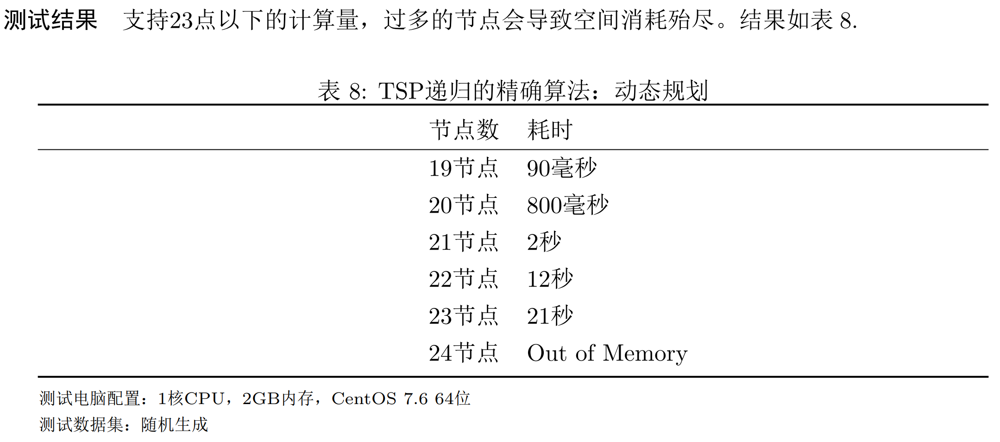 测试结果 支持23点以下的计算量，过多的节点会导致空间消耗殆尽。结果如表 8.
表 8: TSP递归的精确算法：动态规划
节点数 耗时
19节点 90毫秒
20节点 800毫秒
21节点 2秒
22节点 12秒
23节点 21秒
24节点 Out of Memory
测试电脑配置：1核CPU，2GB内存，CentOS 7.6 64位
测试数据集：随机生成